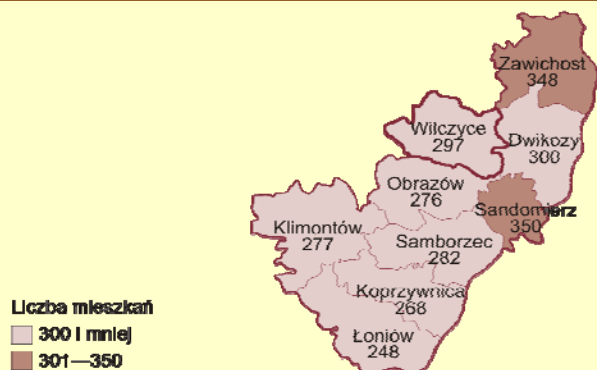 Zawichost
348
Wilczyce
297
Dwikozy
300
Obrazów
276
Sandomierz
350
Klimontów
277
Samborzec
282
Koprzywnica
268
Łoniów
248
Liczba mieszkań
300 i mniej
301—350